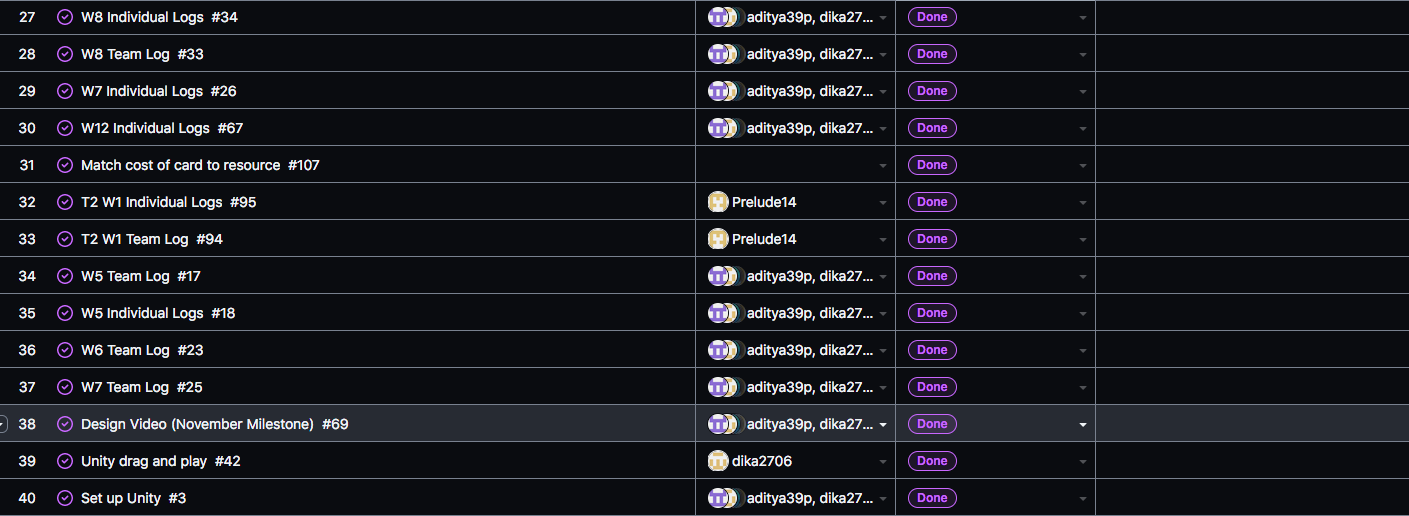 27 W8 Individual Logs #34 aditya39p, dika27... Done
28 W8 Team Log #33 aditya39p, dika27... Done
29 W7 Individual Logs #26 aditya39p, dika27... Done
30 W12 Individual Logs #67 aditya39p, dika27... Done
31 Match cost of card to resource #107 Done
32 T2 W1 Individual Logs #95 Prelude14 Done
33 T2 W1 Team Log #94 Prelude14 Done
34 W5 Team Log #17 aditya39p, dika27... Done
35 W5 Individual Logs #18 aditya39p, dika27... Done
36 W6 Team Log #23 aditya39p, dika27... Done
37 W7 Team Log #25 aditya39p, dika27... Done
38 Design Video (November Milestone) #69 aditya39p, dika27... Done
39 Unity drag and play #42 dika2706 Done
40 Set up Unity #3 aditya39p, dika27... Done